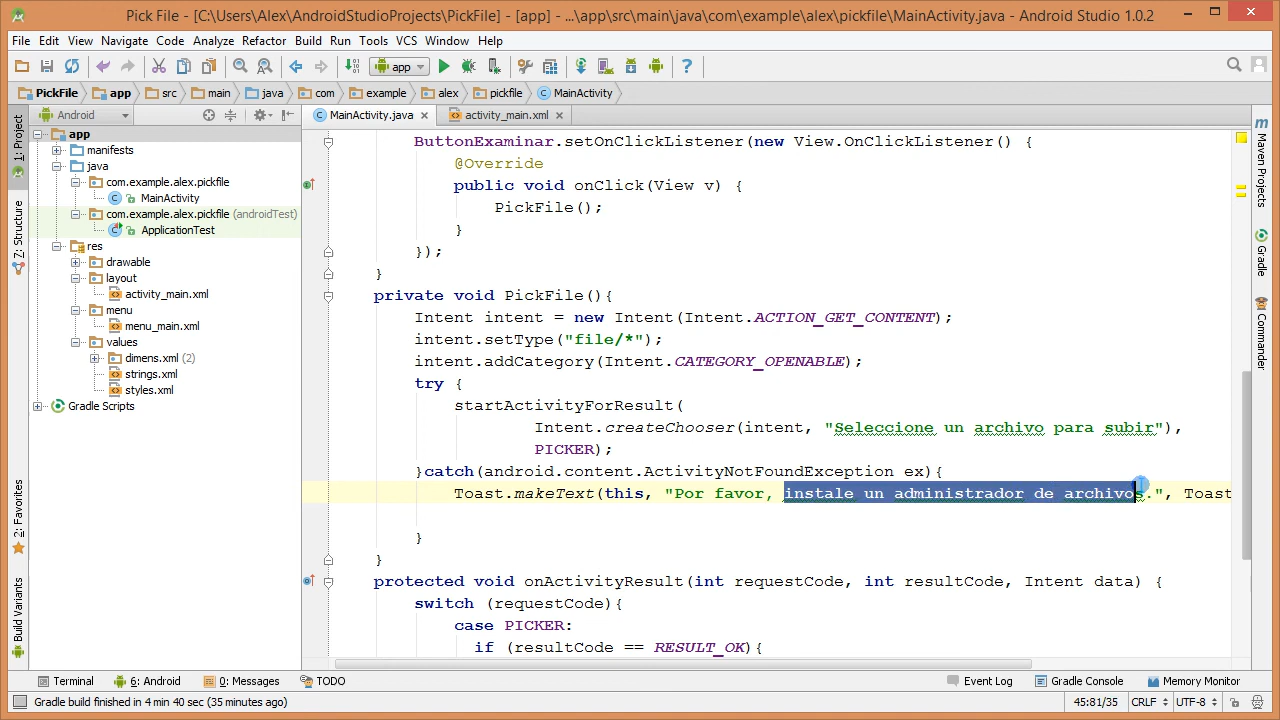 Pick File - [C:\Users\Alex\AndroidStudioProjects\PickFile] - [app] - ...\app\src\main\java\com\example\alex\pickfile\MainActivity.java - Android Studio 1.0.2
File Edit View Navigate Code Analyze Refactor Build Run Tools VCS Window Help
app
PickFile app src main java com example alex pickfile MainActivity
Android
MainActivity.java activity_main.xml
1: Project
Z: Structure
2: Favorites
Build Variants
app
manifests
java
com.example.alex.pickfile
MainActivity
com.example.alex.pickfile (androidTest)
ApplicationTest
res
drawable
layout
activity_main.xml
menu
menu_main.xml
values
dimens.xml (2)
strings.xml
styles.xml
Gradle Scripts
ButtonExaminar.setOnClickListener(new View.OnClickListener() {
@Override
public void onClick(View v) {
PickFile();
}
});
}
private void PickFile(){
Intent intent = new Intent(Intent.ACTION_GET_CONTENT);
intent.setType("file/*");
intent.addCategory(Intent.CATEGORY_OPENABLE);
try {
startActivityForResult(
Intent.createChooser(intent, "Seleccione un archivo para subir"),
PICKER);
}catch(android.content.ActivityNotFoundException ex){
Toast.makeText(this, "Por favor, instale un administrador de archivos.", Toast
}
}
protected void onActivityResult(int requestCode, int resultCode, Intent data) {
switch (requestCode){
case PICKER:
if (resultCode == RESULT_OK){
Maven Projects
Gradle
Commander
Terminal 6: Android 0: Messages TODO Event Log Gradle Console Memory Monitor
Gradle build finished in 4 min 40 sec (35 minutes ago) 45:81/35 CRLF UTF-8